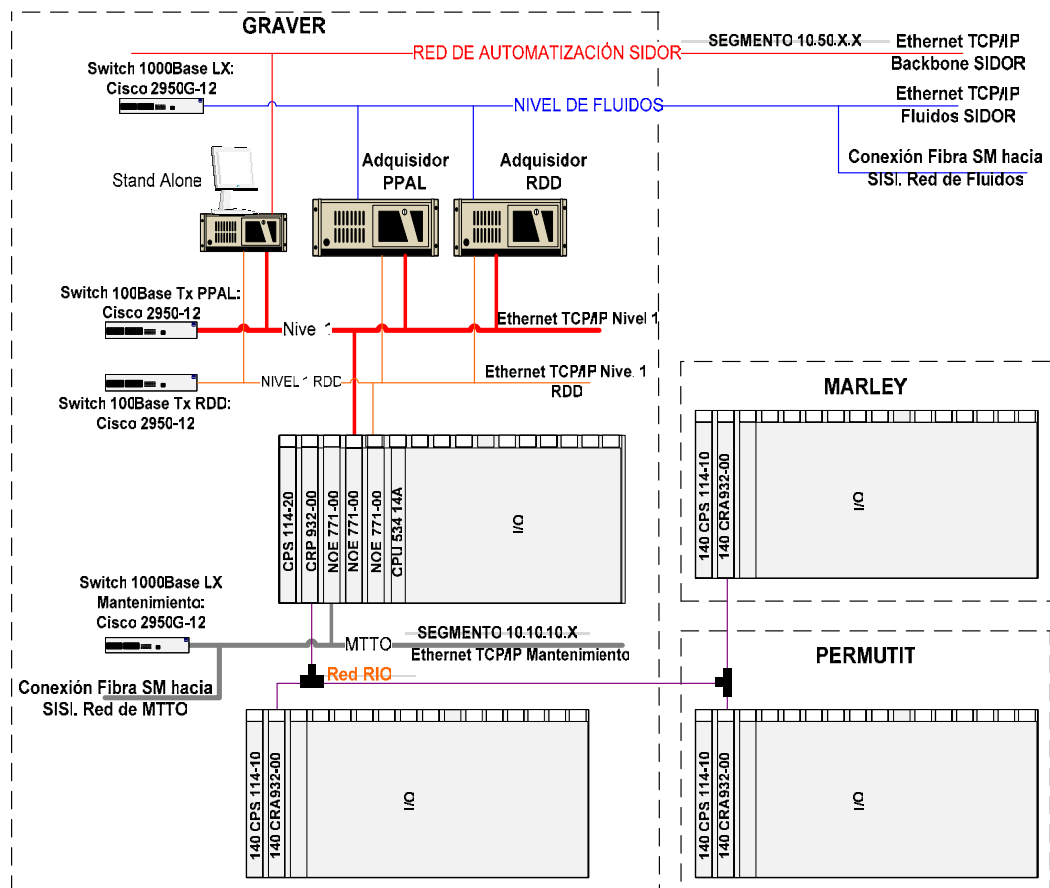 GRAVER
RED DE AUTOMATIZACIÓN SIDOR
SEGMENTO 10.50.X.X
Ethernet TCP/IP
Backbone SIDOR
Switch 1000Base LX:
Cisco 2950G-12
NIVEL DE FLUIDOS
Ethernet TCP/IP
Fluidos SIDOR
Conexión Fibra SM hacia
SISI. Red de Fluidos
Stand Alone
Adquisidor
PPAL
Adquisidor
RDD
Switch 100Base Tx PPAL:
Cisco 2950-12
Nive 1
Ethernet TCP/IP Nivel 1
NIVEL 1 RDD
Ethernet TCP/IP Nive. 1
RDD
Switch 100Base Tx RDD:
Cisco 2950-12
MARLEY
140 CPS 114-10
140 CRA932-00
I/O
CPS 114-20
CRP 932-00
NOE 771-00
NOE 771-00
NOE 771-00
CPU 534 14A
I/O
Switch 1000Base LX
Mantenimiento:
Cisco 2950G-12
MTTO
SEGMENTO 10.10.10.X
Ethernet TCP/IP Mantenimiento
Red RIO
Conexión Fibra SM hacia
SISI. Red de MTTO
PERMUTIT
140 CPS 114-10
140 CRA932-00
I/O
140 CPS 114-10
140 CRA932-00
I/O